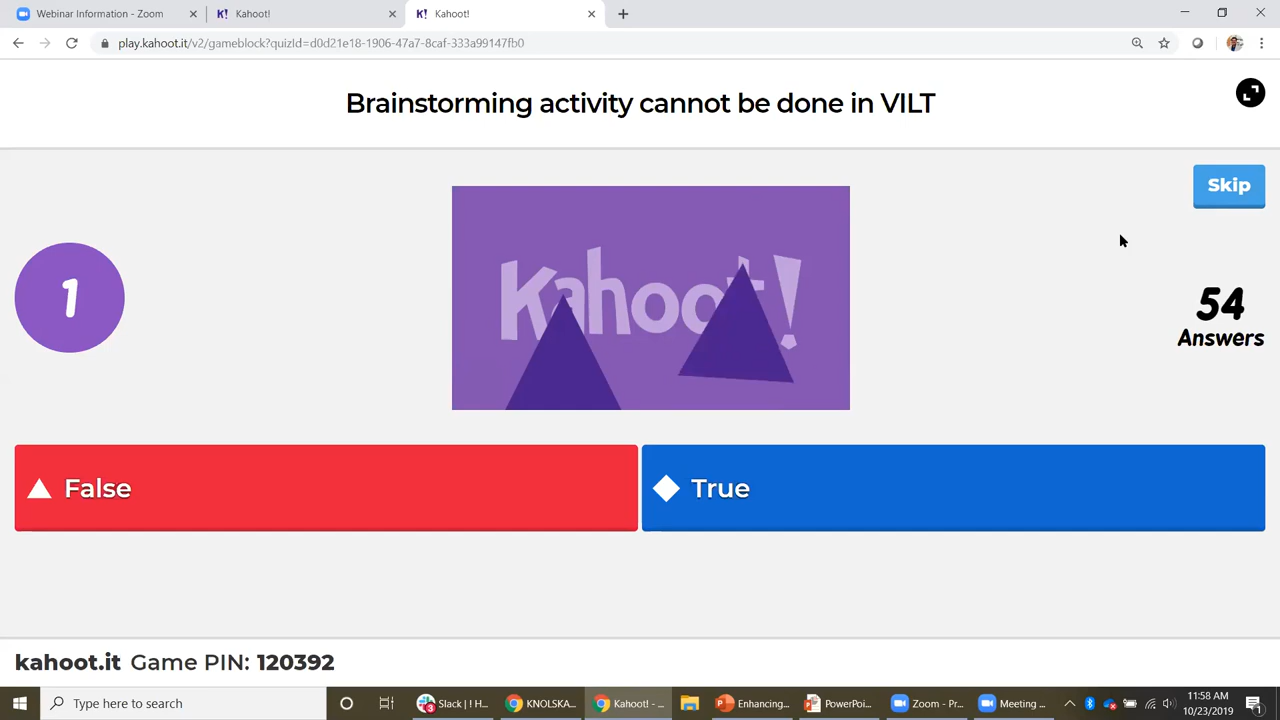 Webinar Information - Zoom
Kahoot!
Kahoot!
play.kahoot.it/v2/gameblock?quizId=d0d21e18-1906-47a7-8caf-333a99147fb0
Brainstorming activity cannot be done in VILT
Skip
1
Kahoot!
54
Answers
False
True
kahoot.it Game PIN: 120392
Type here to search
Slack | ! H...
KNOLSKA...
Kahoot! - ...
Enhancing...
PowerPoi...
Zoom - Pr...
Meeting ...
11:58 AM
10/23/2019